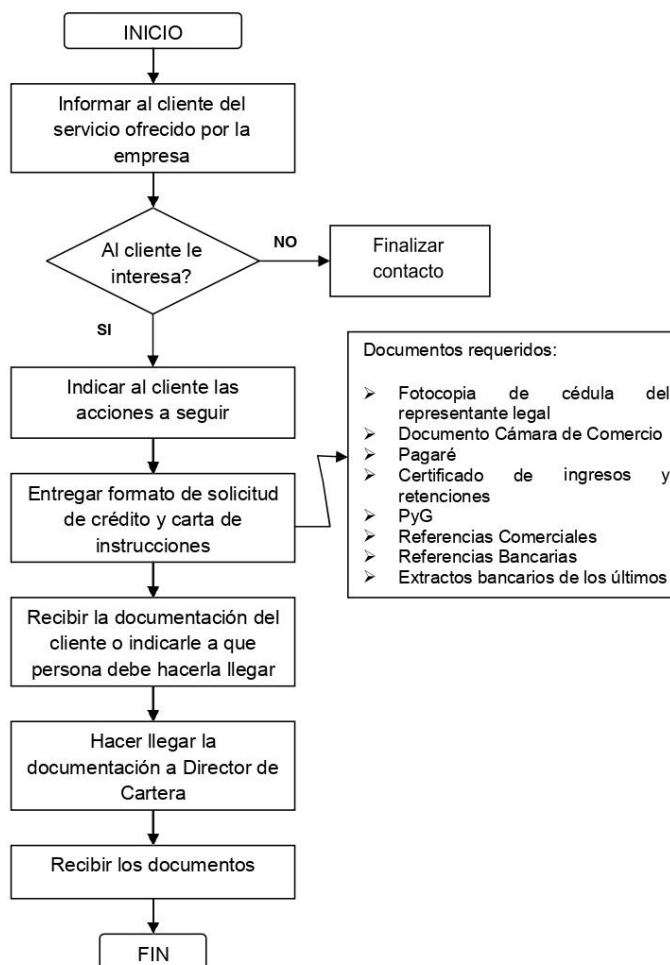 INICIO
Informar al cliente del
servicio ofrecido por la
empresa
Al cliente le
interesa?
NO
Finalizar
contacto
SI
Indicar al cliente las
acciones a seguir
Entregar formato de solicitud
de crédito y carta de
instrucciones
Documentos requeridos:
Fotocopia de cédula del
representante legal
Documento Cámara de Comercio
Pagaré
Certificado de ingresos y
retenciones
PyG
Referencias Comerciales
Referencias Bancarias
Extractos bancarios de los últimos
Recibir la documentación del
cliente o indicarle a que
persona debe hacerla llegar
Hacer llegar la
documentación a Director de
Cartera
Recibir los documentos
FIN